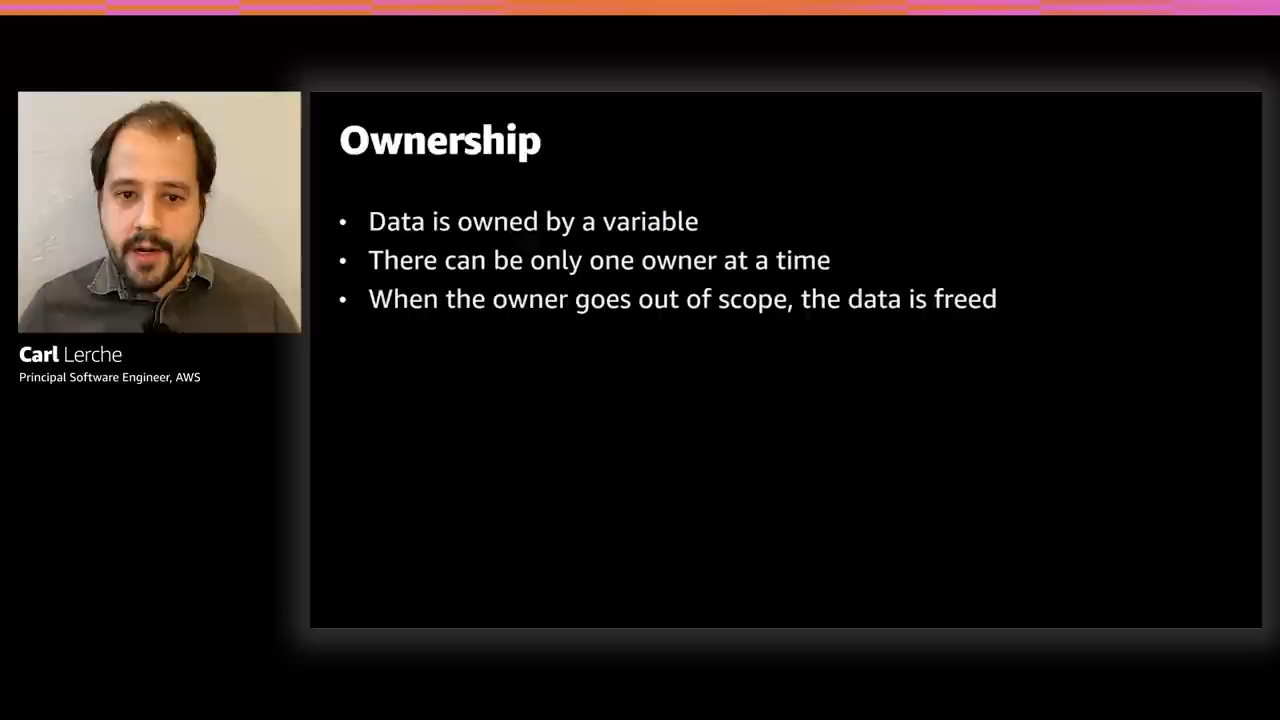 Ownership
• Data is owned by a variable
• There can be only one owner at a time
• When the owner goes out of scope, the data is freed
Carl Lerche
Principal Software Engineer, AWS